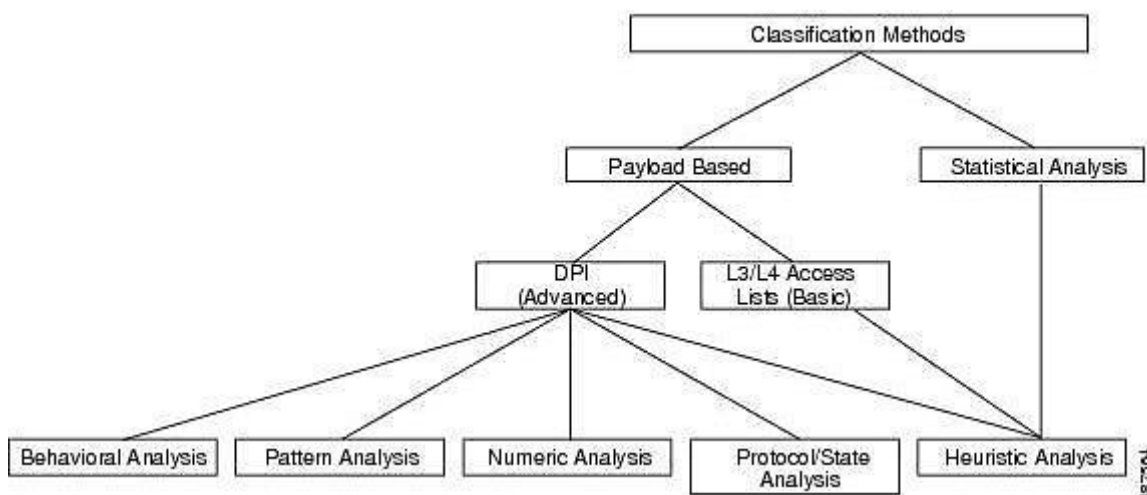 Classification Methods
Payload Based
Statistical Analysis
DPI
(Advanced)
L3/L4 Access
Lists (Basic)
Behavioral Analysis
Pattern Analysis
Numeric Analysis
Protocol/State
Analysis
Heuristic Analysis